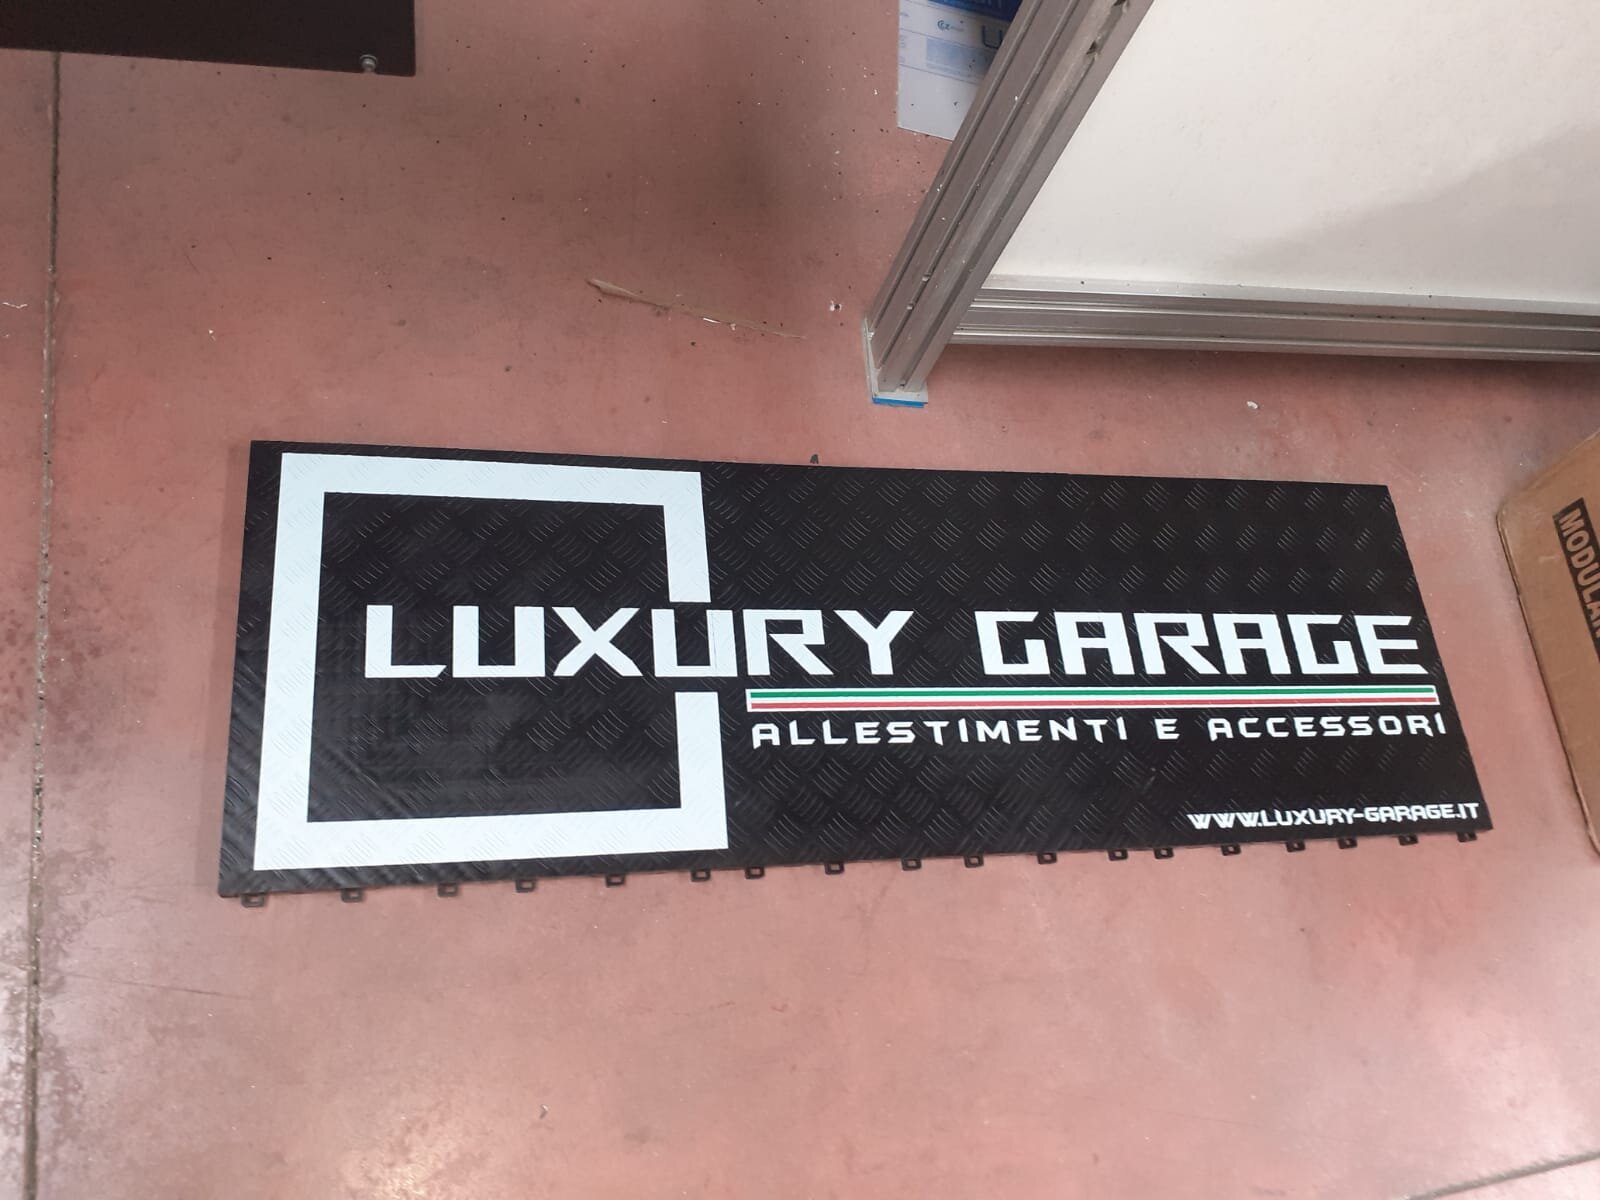 LUXURY GARAGE
ALLESTIMENTI E ACCESSORI
WWW.LUXURY-GARAGE.IT